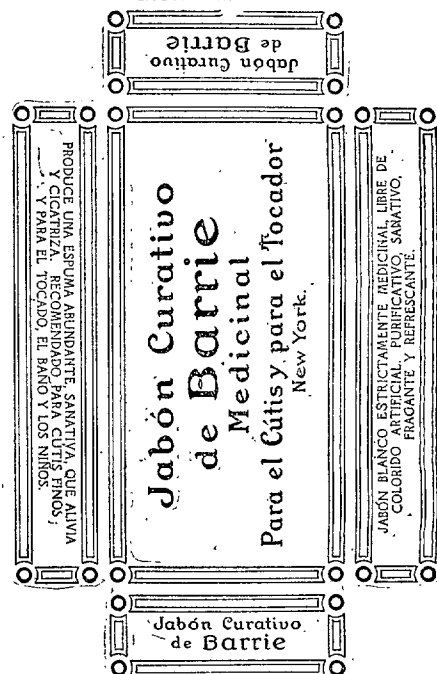 Jabón Curativo
de Barrie
PRODUCE UNA ESPUMA ABUNDANTE, SANATIVA, QUE ALIVIA
Y CICATRIZA. RECOMENDADO PARA CÚTIS FINOS;
Y PARA EL TOCADO, EL BAÑO Y LOS NIÑOS.
Jabón Curativo
de Barrie
Medicinal
Para el Cútis y para el Tocador
New York.
JABÓN BLANCO ESTRICTAMENTE MEDICINAL, LIBRE DE
COLORIDO ARTIFICIAL, PURIFICATIVO, SANATIVO,
FRAGANTE Y REFRESCANTE.
Jabón Curativo
de Barrie